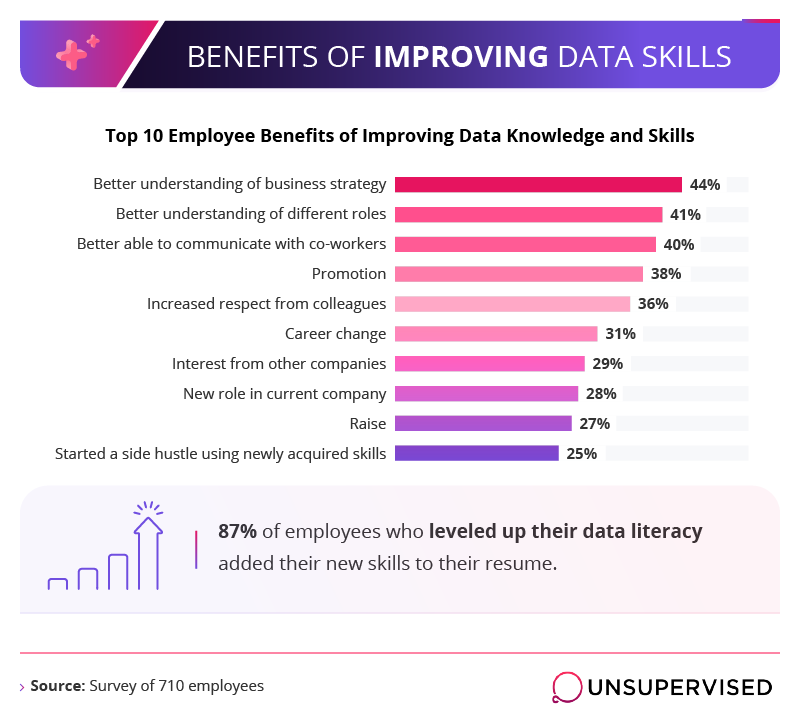 BENEFITS OF IMPROVING DATA SKILLS
Top 10 Employee Benefits of Improving Data Knowledge and Skills
Better understanding of business strategy 44%
Better understanding of different roles 41%
Better able to communicate with co-workers 40%
Promotion 38%
Increased respect from colleagues 36%
Career change 31%
Interest from other companies 29%
New role in current company 28%
Raise 27%
Started a side hustle using newly acquired skills 25%
87% of employees who leveled up their data literacy
added their new skills to their resume.
Source: Survey of 710 employees
UNSUPERVISED